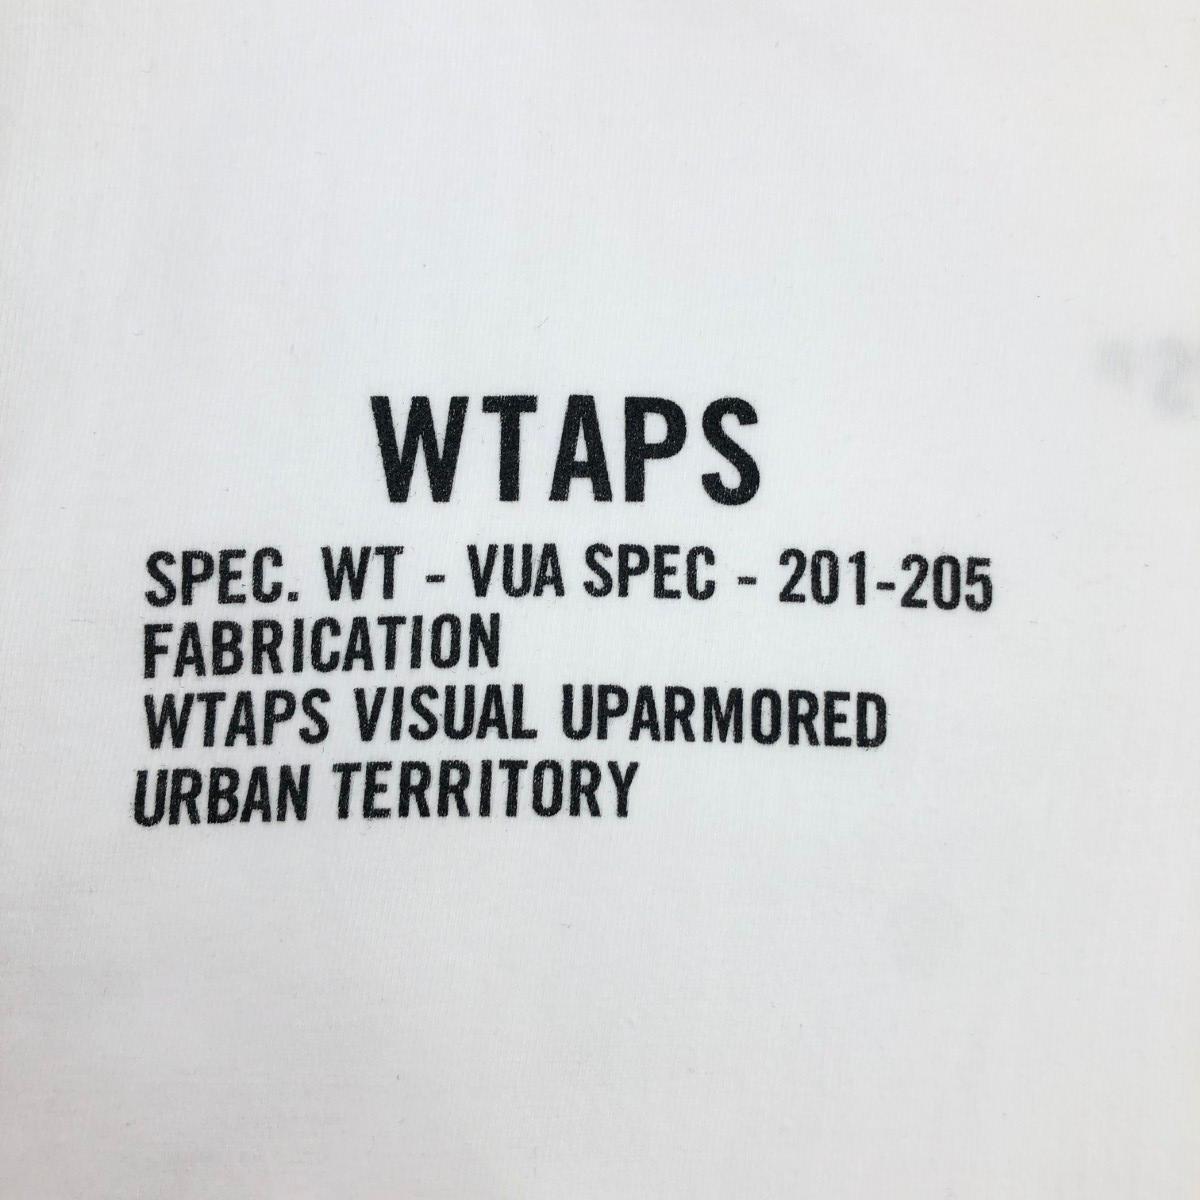 WTAPS
SPEC. WT - VUA SPEC - 201-205
FABRICATION
WTAPS VISUAL UPARMORED
URBAN TERRITORY